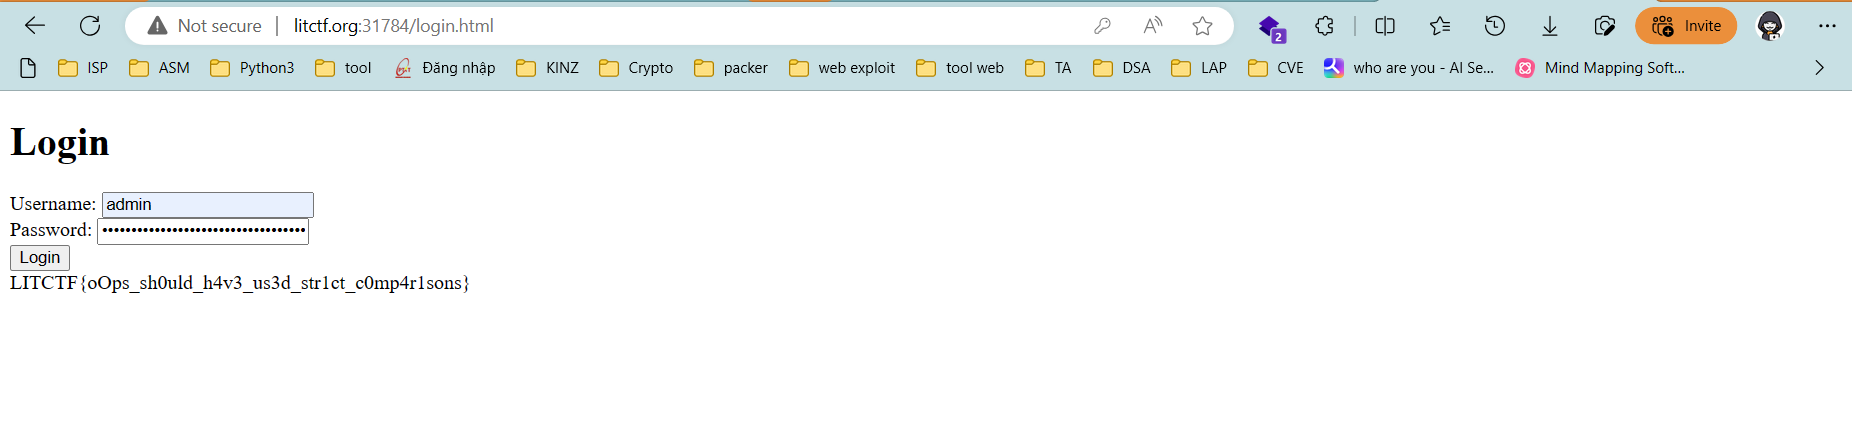 Not secure | litctf.org:31784/login.html 2 Invite
ISP ASM Python3 tool Đăng nhập KINZ Crypto packer web exploit tool web TA DSA LAP CVE who are you - AI Se... Mind Mapping Soft...
Login
Username: admin
Password: ••••••••••••••••••••••••••••••••••••
Login
LITCTF{oOps_sh0uld_h4v3_us3d_str1ct_c0mp4r1sons}